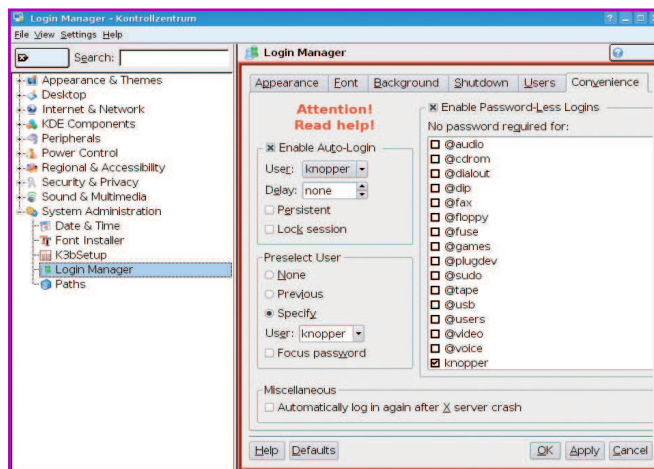 Login Manager - Kontrollzentrum
File View Settings Help
Search:
Appearance & Themes
Desktop
Internet & Network
KDE Components
Peripherals
Power Control
Regional & Accessibility
Security & Privacy
Sound & Multimedia
System Administration
Date & Time
Font Installer
K3bSetup
Login Manager
Paths
Login Manager
Appearance Font Background Shutdown Users Convenience
Attention!
Read help!
Enable Auto-Login
User: knopper
Delay: none
Persistent
Lock session
Preselect User
None
Previous
Specify
User: knopper
Focus password
Enable Password-Less Logins
No password required for:
@audio
@cdrom
@dialout
@dip
@fax
@floppy
@fuse
@games
@plugdev
@sudo
@tape
@usb
@users
@video
@voice
knopper
Miscellaneous
Automatically log in again after X server crash
Help Defaults OK Apply Cancel